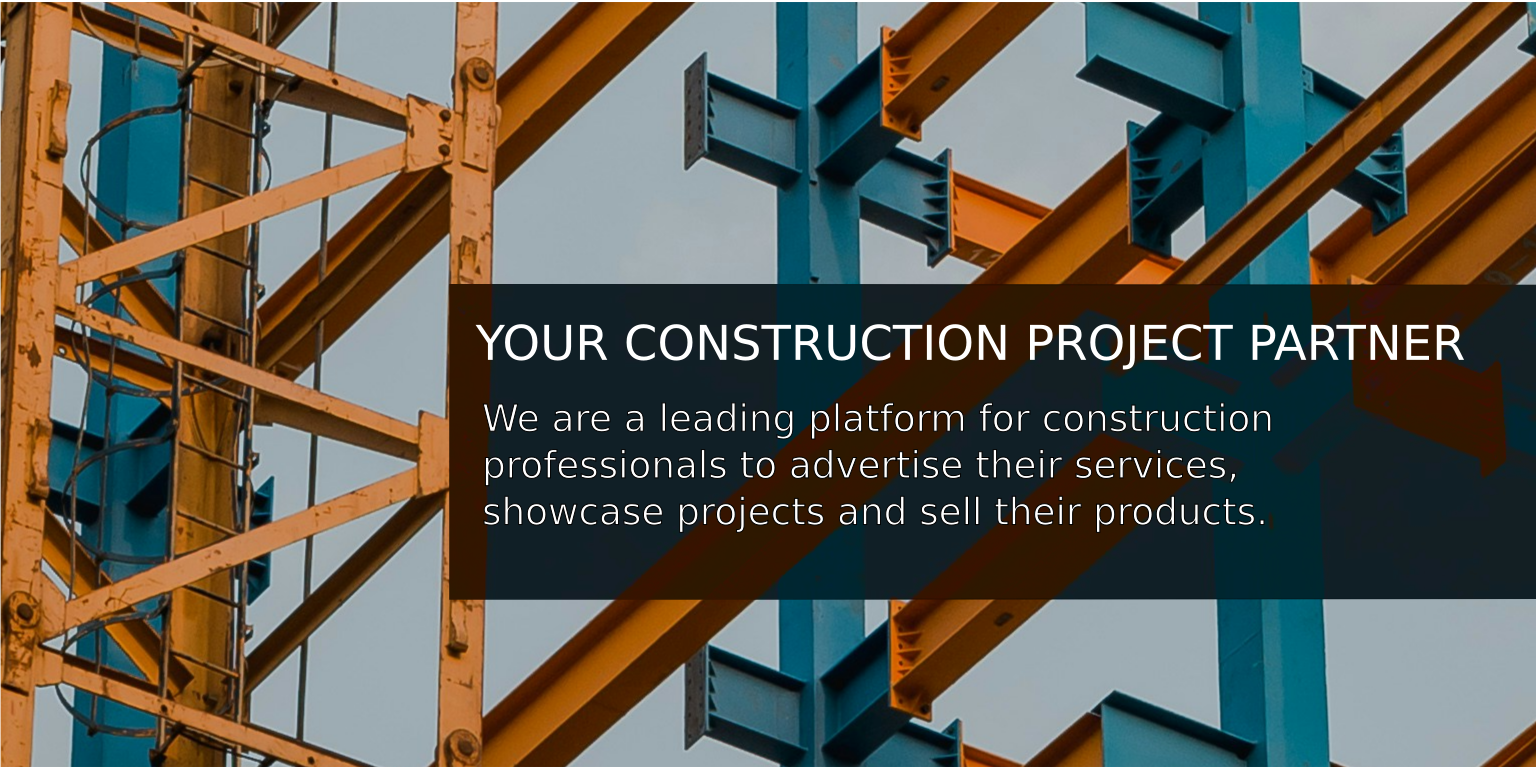 YOUR CONSTRUCTION PROJECT PARTNER
We are a leading platform for construction
professionals to advertise their services,
showcase projects and sell their products.